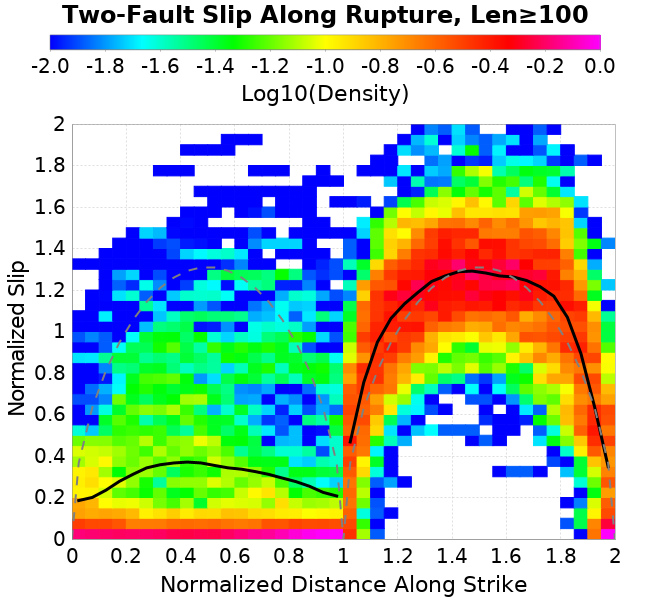 Two-Fault Slip Along Rupture, Len≥100
-2.0 -1.8 -1.6 -1.4 -1.2 -1.0 -0.8 -0.6 -0.4 -0.2 0.0
Log10(Density)
2
1.8
1.6
1.4
1.2
1
0.8
0.6
0.4
0.2
0
Normalized Slip
0 0.2 0.4 0.6 0.8 1 1.2 1.4 1.6 1.8 2
Normalized Distance Along Strike